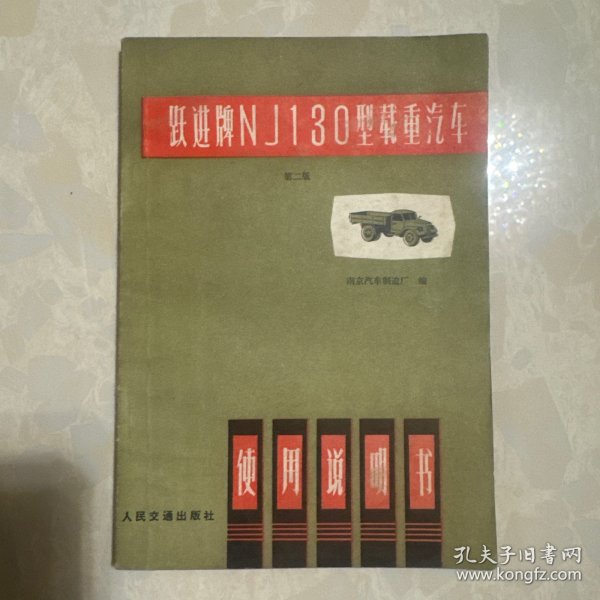 跃进牌NJ130型载重汽车
第二版
南京汽车制造厂 编
使用说明书
人民交通出版社
孔夫子旧书网
www.kongfz.com